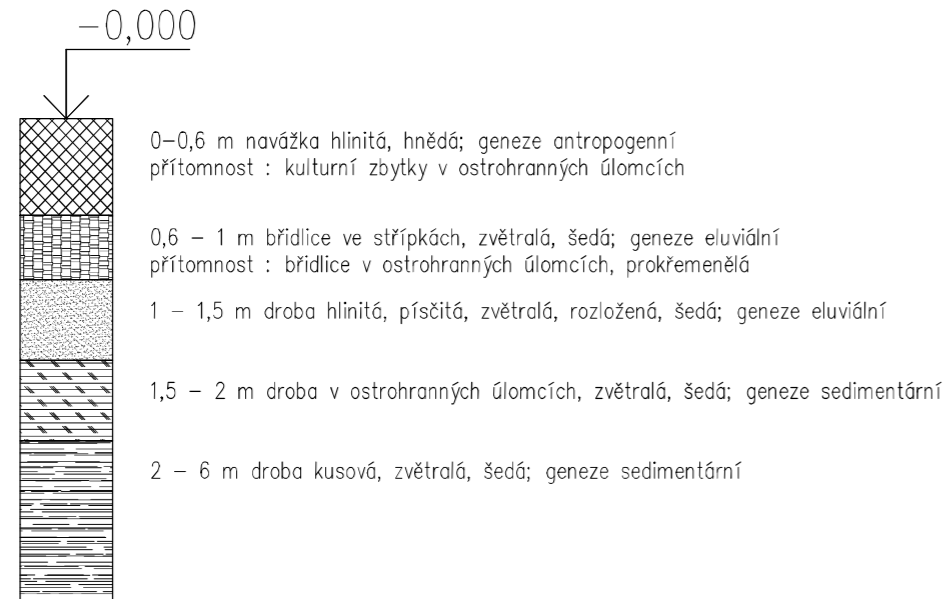 -0,000
0-0,6 m navážka hlinitá, hnědá; geneze antropogenní
přítomnost : kulturní zbytky v ostrohranných úlomcích
0,6 - 1 m břidlice ve střípkách, zvětralá, šedá; geneze eluviální
přítomnost : břidlice v ostrohranných úlomcích, prokřemenělá
1 - 1,5 m droba hlinitá, písčitá, zvětralá, rozložená, šedá; geneze eluviální
1,5 - 2 m droba v ostrohranných úlomcích, zvětralá, šedá; geneze sedimentární
2 - 6 m droba kusová, zvětralá, šedá; geneze sedimentární